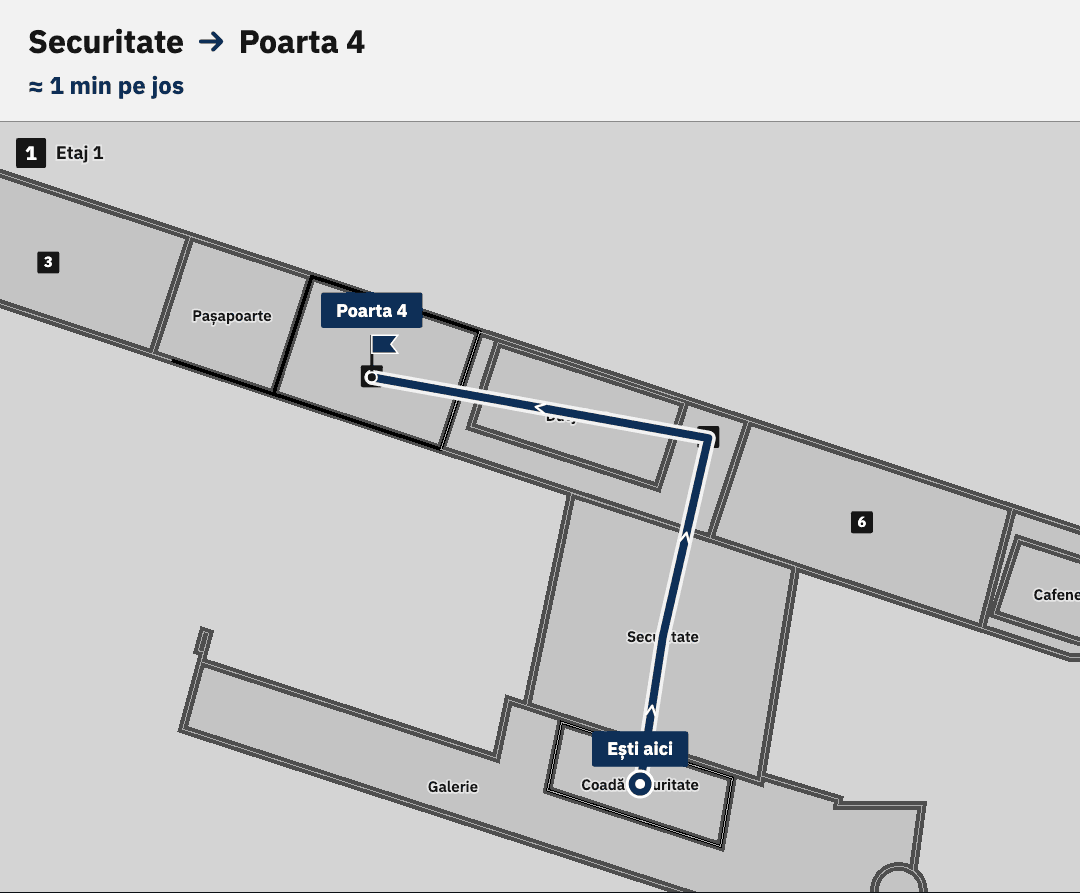 Securitate → Poarta 4
≈ 1 min pe jos
1 Etaj 1
3
Pașapoarte
Poarta 4
6
Cafene
Ești aici
Coadă
Galerie